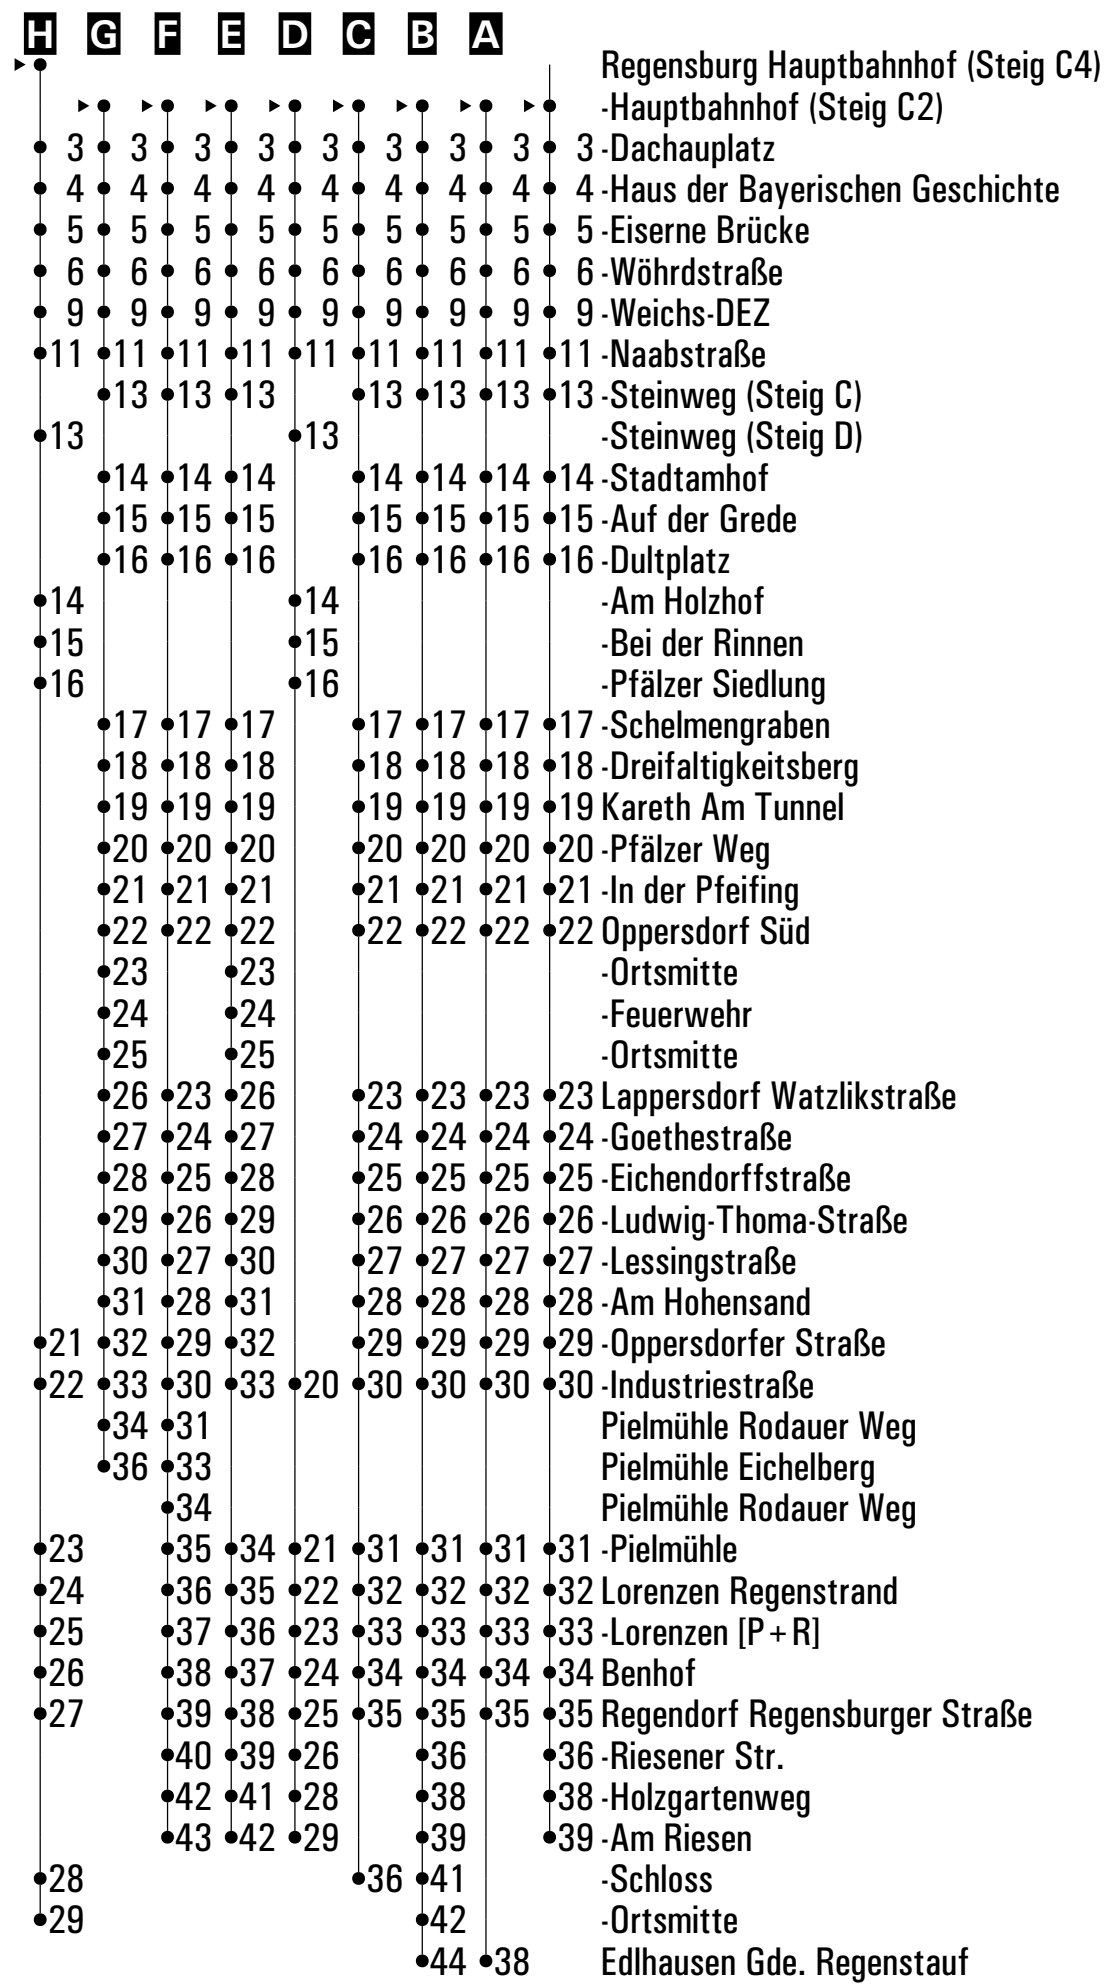 H G F E D C B A
Regensburg Hauptbahnhof (Steig C4)
-Hauptbahnhof (Steig C2)
3 3 3 3 3 3 3 3 3 -Dachauplatz
4 4 4 4 4 4 4 4 4 -Haus der Bayerischen Geschichte
5 5 5 5 5 5 5 5 5 -Eiserne Brücke
6 6 6 6 6 6 6 6 6 -Wöhrdstraße
9 9 9 9 9 9 9 9 9 -Weichs-DEZ
11 11 11 11 11 11 11 11 11 -Naabstraße
13 13 13 13 13 13 13 -Steinweg (Steig C)
13 13 -Steinweg (Steig D)
14 14 14 14 14 14 14 -Stadtamhof
15 15 15 15 15 15 15 -Auf der Grede
16 16 16 16 16 16 16 -Dultplatz
14 14 -Am Holzhof
15 15 -Bei der Rinnen
16 16 -Pfälzer Siedlung
17 17 17 17 17 17 17 -Schelmengraben
18 18 18 18 18 18 18 -Dreifaltigkeitsberg
19 19 19 19 19 19 19 Kareth Am Tunnel
20 20 20 20 20 20 20 -Pfälzer Weg
21 21 21 21 21 21 21 -In der Pfeifing
22 22 22 22 22 22 22 Oppersdorf Süd
23 23 -Ortsmitte
24 24 -Feuerwehr
25 25 -Ortsmitte
26 23 26 23 23 23 23 Lappersdorf Watzlikstraße
27 24 27 24 24 24 24 -Goethestraße
28 25 28 25 25 25 25 -Eichendorffstraße
29 26 29 26 26 26 26 -Ludwig-Thoma-Straße
30 27 30 27 27 27 27 -Lessingstraße
31 28 31 28 28 28 28 -Am Hohensand
21 32 29 32 29 29 29 29 -Oppersdorfer Straße
22 33 30 33 20 30 30 30 30 -Industriestraße
34 31 Pielmühle Rodauer Weg
36 33 Pielmühle Eichelberg
34 Pielmühle Rodauer Weg
23 35 34 21 31 31 31 31 -Pielmühle
24 36 35 22 32 32 32 32 Lorenzen Regenstrand
25 37 36 23 33 33 33 33 -Lorenzen [P+R]
26 38 37 24 34 34 34 34 Benhof
27 39 38 25 35 35 35 35 Regendorf Regensburger Straße
40 39 26 36 36 -Riesener Str.
42 41 28 38 38 -Holzgartenweg
43 42 29 39 39 -Am Riesen
28 36 41 -Schloss
29 42 -Ortsmitte
44 38 Edlhausen Gde. Regenstauf